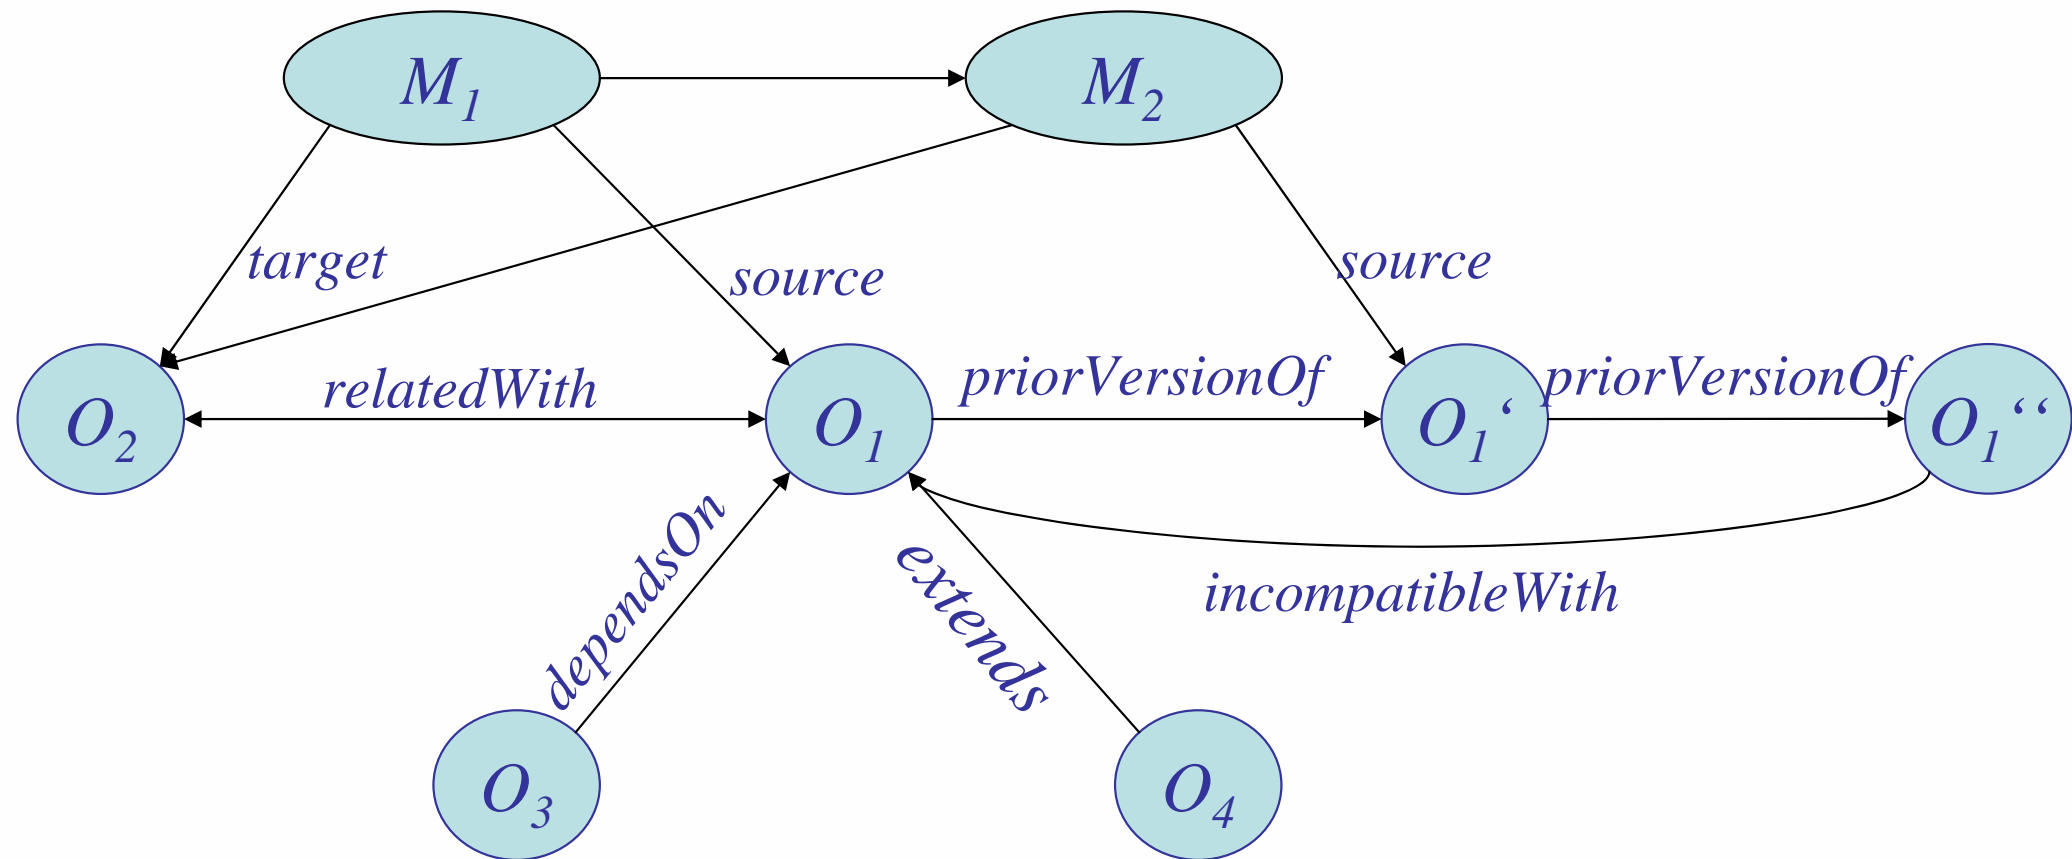 M1
M2
target
source
source
O2
relatedWith
O1
priorVersionOf
O1‘
priorVersionOf
O1‘‘
dependsOn
extends
incompatibleWith
O3
O4